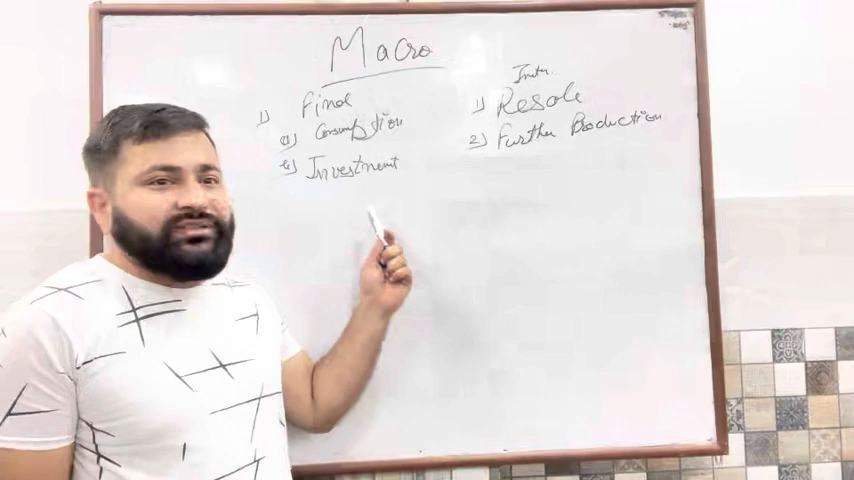 Macro
1) Final
a) Consumption
b) Investment
Inter..
1) Resale
2) Further Production